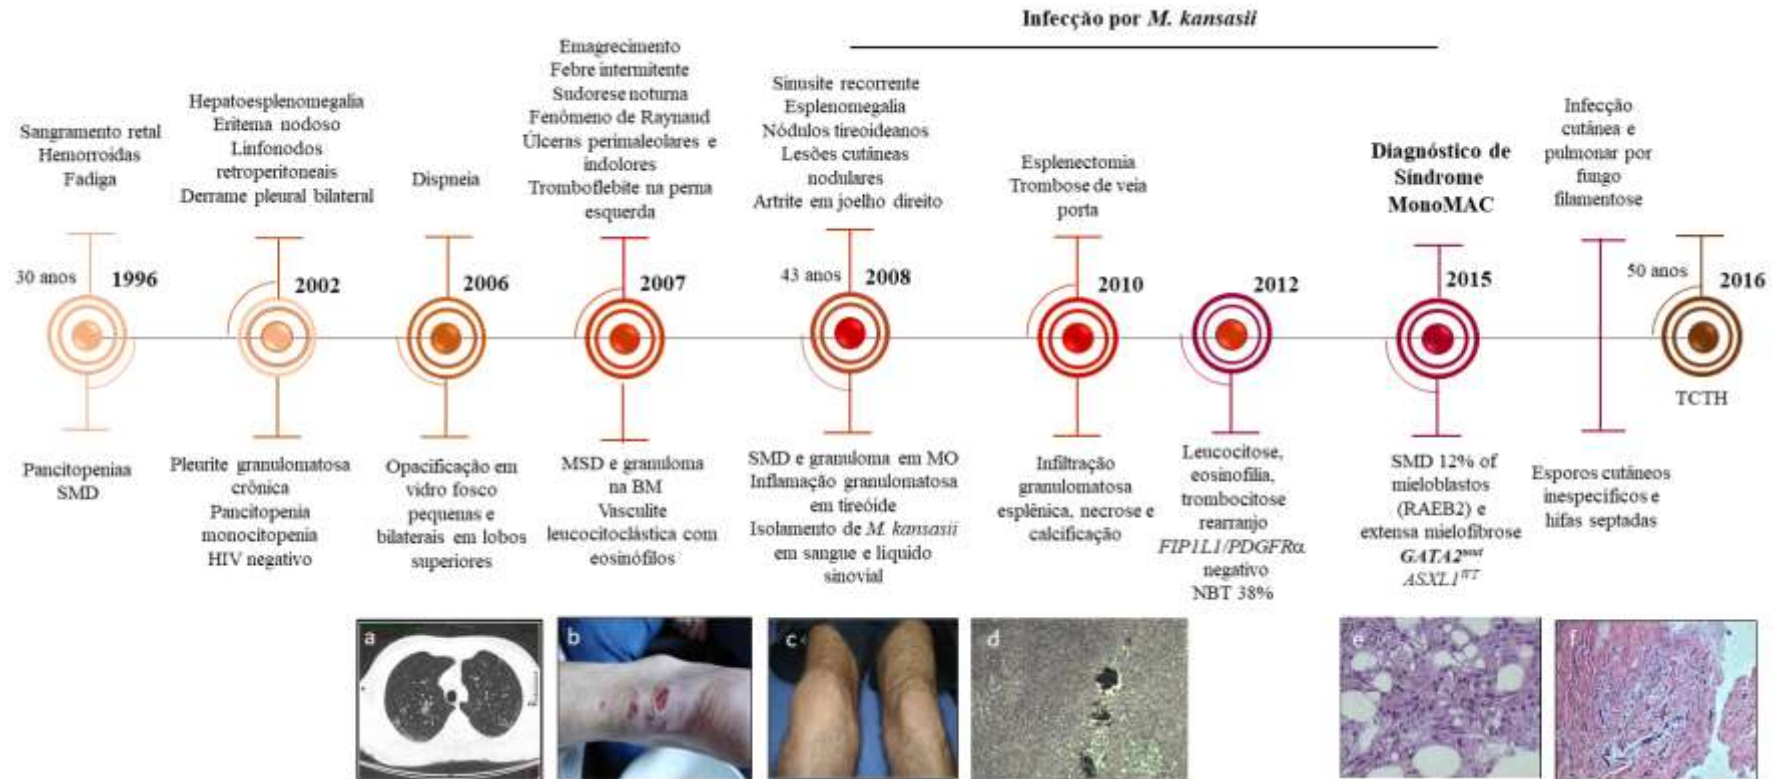 Infecção por M. kansasii
Sangramento retal
Hemorroidas
Fadiga
30 anos
1996
Pancitopeniaa
SMD
Hepatoesplenomegalia
Eritema nodoso
Linfonodos
retroperitoneais
Derrame pleural bilateral
2002
Pleurite granulomatosa
crônica
Pancitopenia
monocitopenia
HIV negativo
Dispneia
2006
Opacificação em
vidro fosco
pequenas e
bilaterais em lobos
superiores
Emagrecimento
Febre intermitente
Sudorese noturna
Fenômeno de Raynaud
Úlceras perimaleolares e
indolores
Tromboflebite na perna
esquerda
2007
MSD e granuloma
na BM
Vasculite
leucocitoclástica com
eosinófilos
Sinusite recorrente
Esplenomegalia
Nódulos tireoideanos
Lesões cutâneas
nodulares
Artrite em joelho direito
43 anos
2008
SMD e granuloma em MO
Inflamação granulomatosa
em tireóide
Isolamento de M. kansasii
em sangue e líquido
sinovial
Esplenectomia
Trombose de veia
porta
2010
Infiltração
granulomatosa
esplênica, necrose e
calcificação
2012
Leucocitose,
eosinofilia,
trombocitose
rearranjo
FIP1L1/PDGFRα
negativo
NBT 38%
Diagnóstico de
Síndrome
MonoMAC
2015
SMD 12% of
mieloblastos
(RAEB2) e
extensa mielofibrose
GATA2mut
ASXL1WT
Infecção
cutânea e
pulmonar por
fungo
filamentose
Esporos cutâneos
inespecíficos e
hifas septadas
50 anos
2016
TCTH
a
b
c
d
e
f